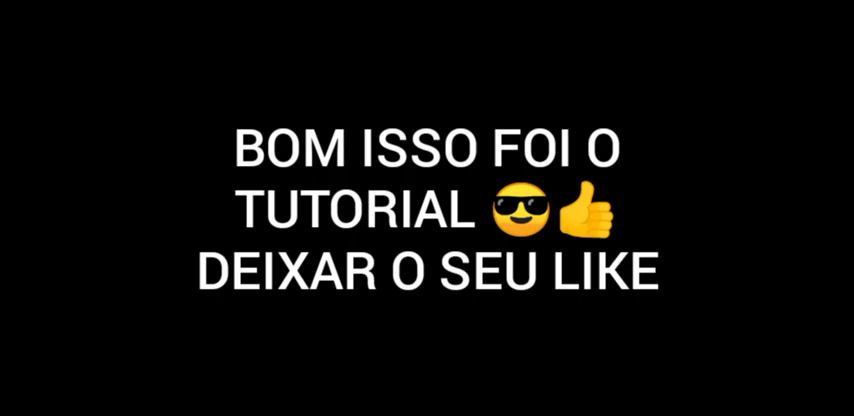 BOM ISSO FOI O
TUTORIAL 😎👍
DEIXAR O SEU LIKE